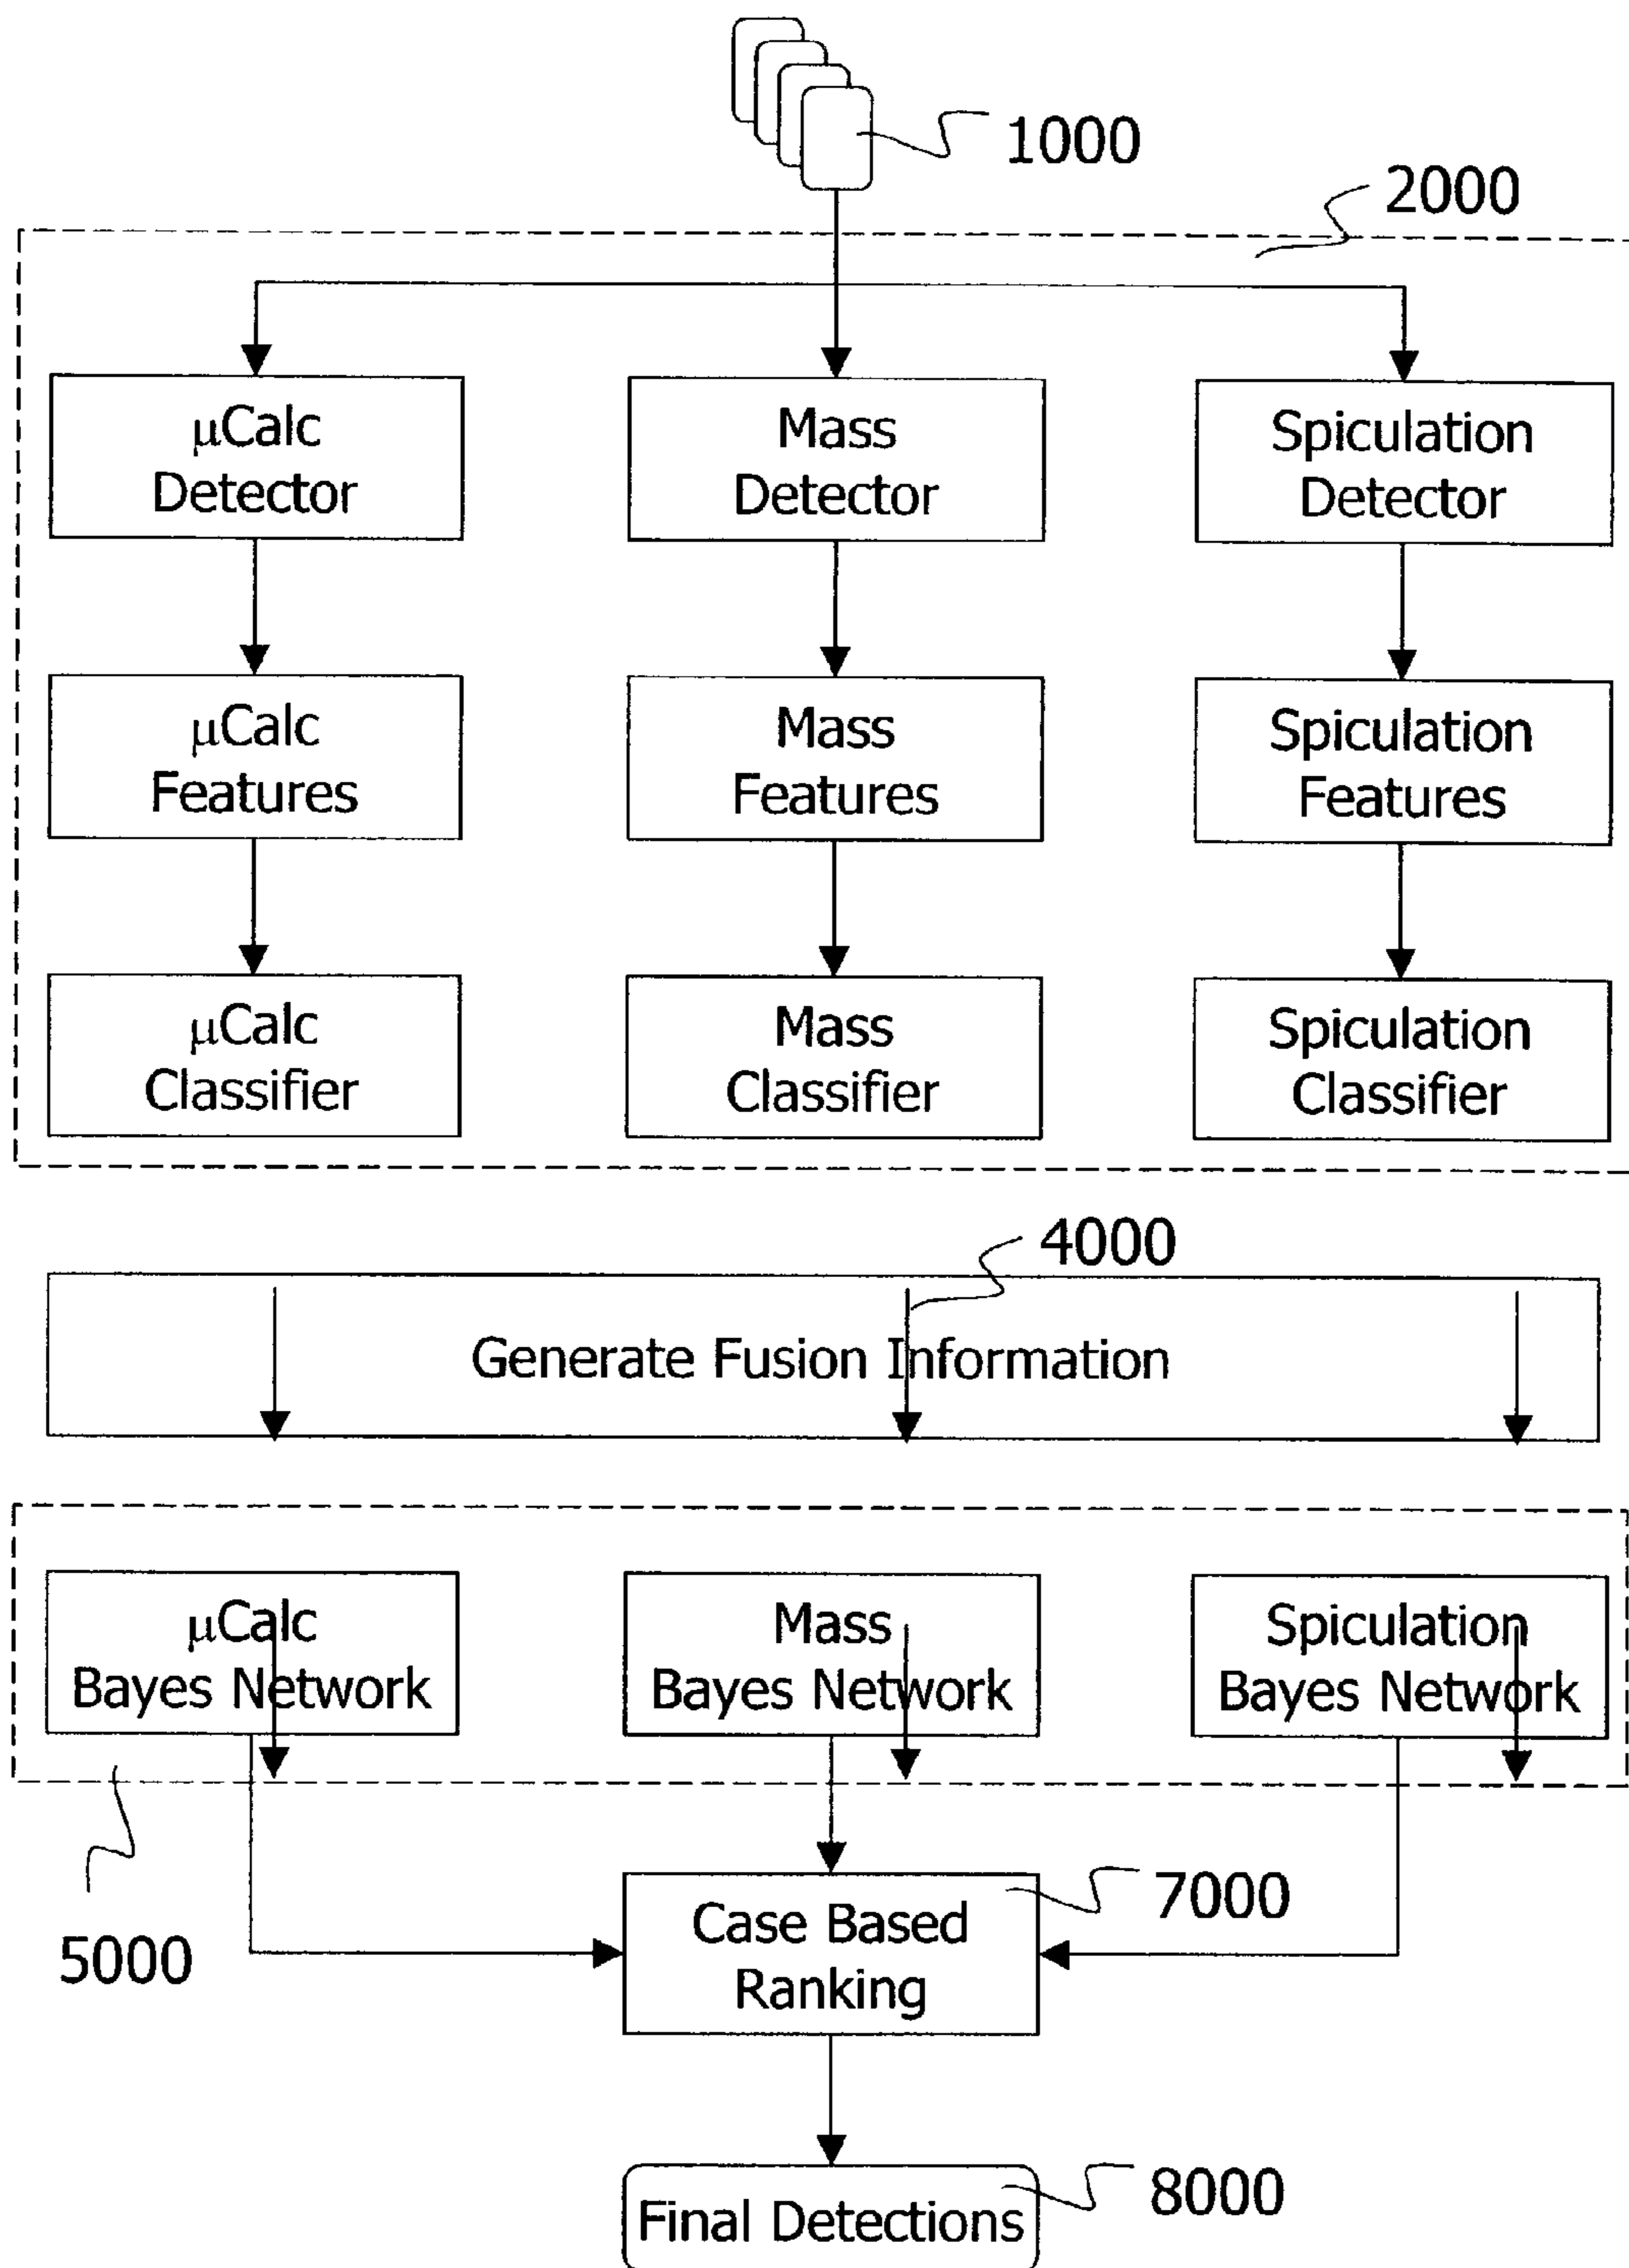 1000
2000
μCalc
Detector
Mass
Detector
Spiculation
Detector
μCalc
Features
Mass
Features
Spiculation
Features
μCalc
Classifier
Mass
Classifier
Spiculation
Classifier
4000
Generate Fusion Information
μCalc
Bayes Network
Mass
Bayes Network
Spiculation
Bayes Network
5000
7000
Case Based
Ranking
8000
Final Detections